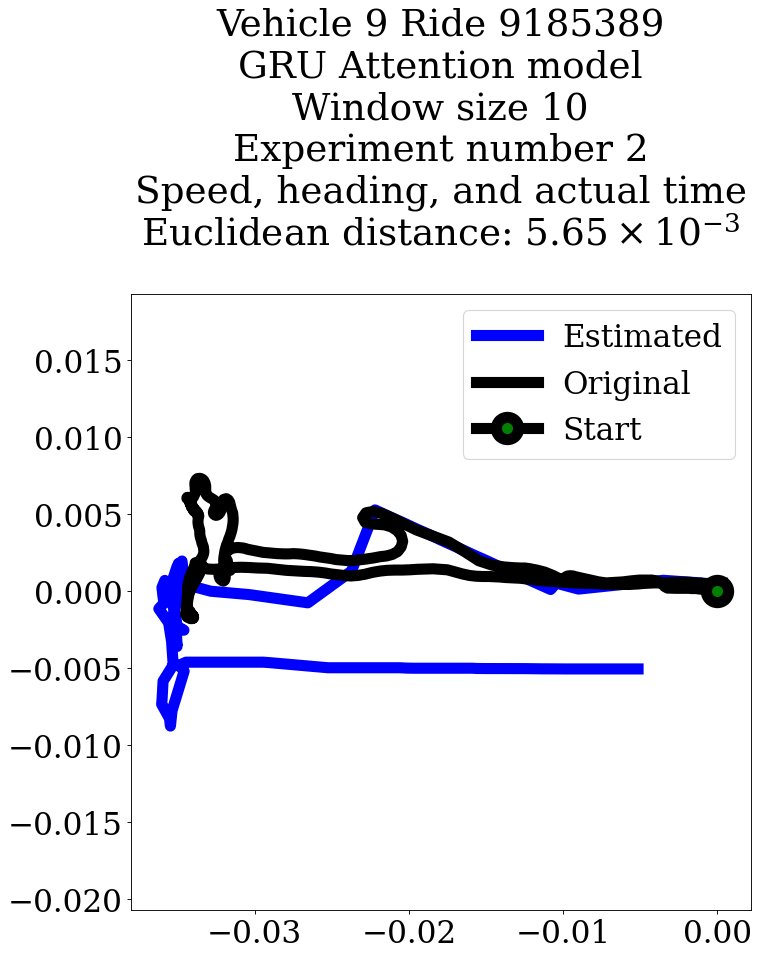 Vehicle 9 Ride 9185389
GRU Attention model
Window size 10
Experiment number 2
Speed, heading, and actual time
Euclidean distance: 5.65 × 10⁻³
Estimated
Original
Start
0.015
0.010
0.005
0.000
−0.005
−0.010
−0.015
−0.020
−0.03 −0.02 −0.01 0.00